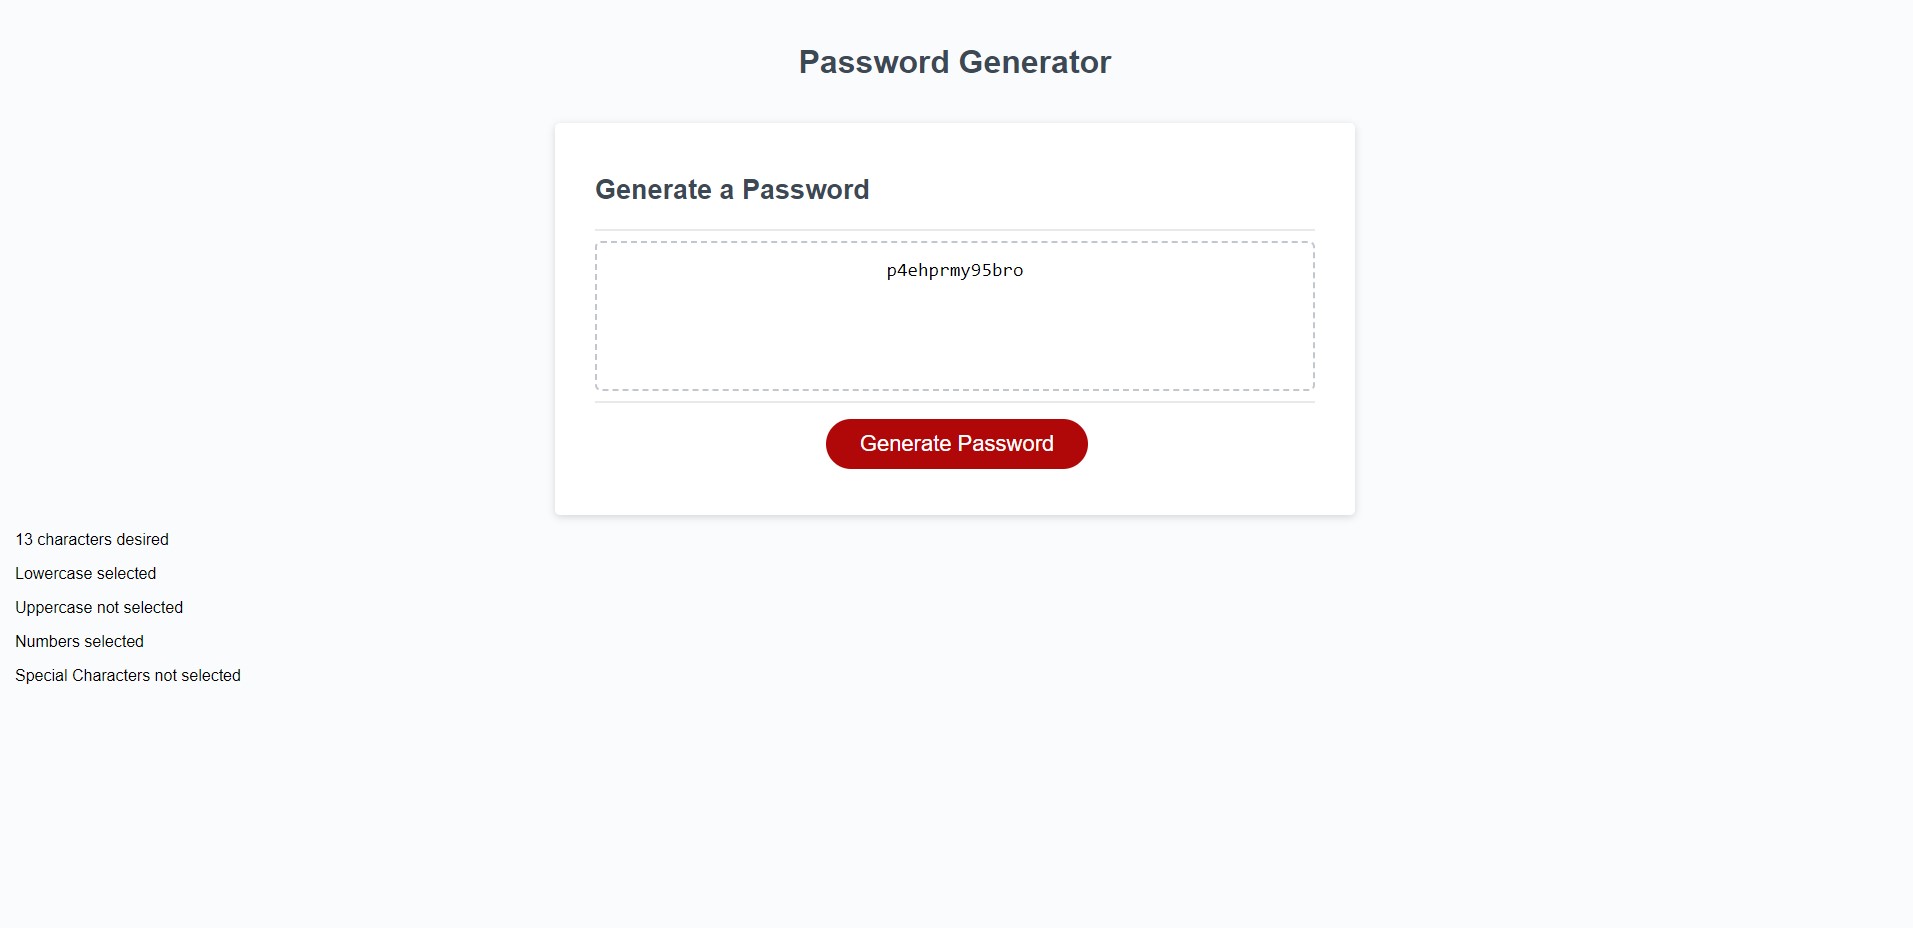 Password Generator
Generate a Password
p4ehprmy95bro
Generate Password
13 characters desired
Lowercase selected
Uppercase not selected
Numbers selected
Special Characters not selected